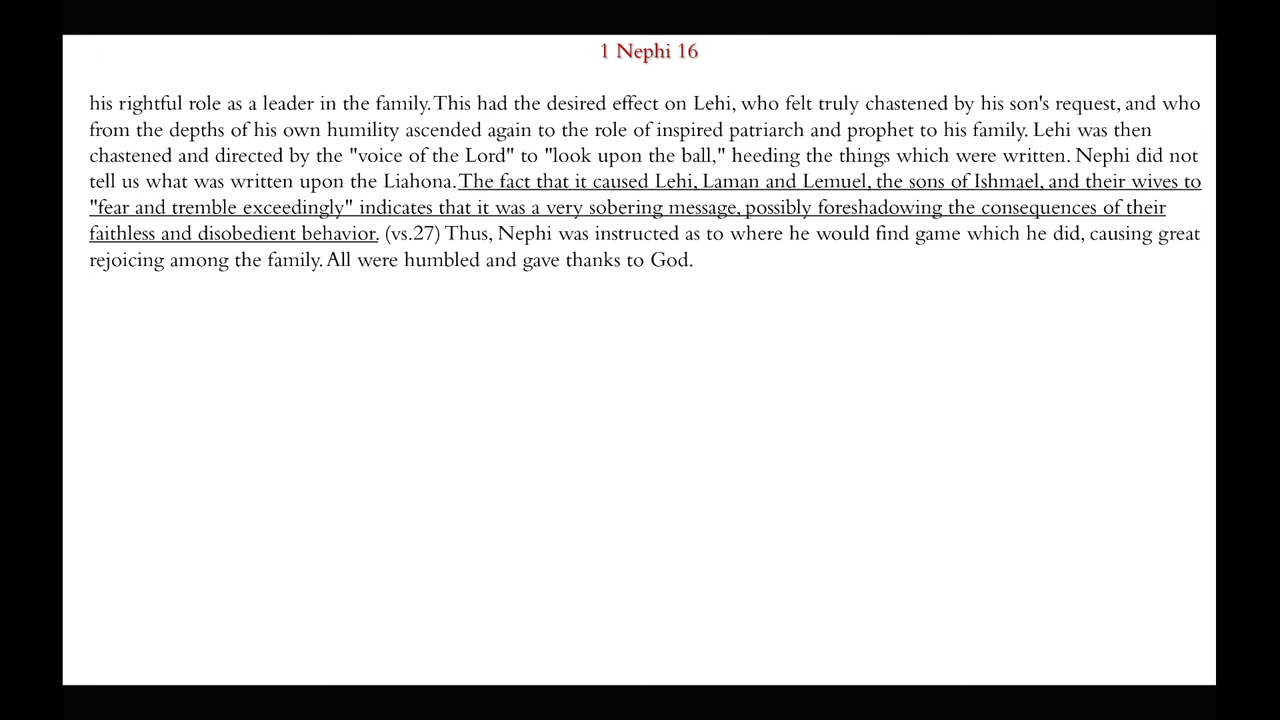 1 Nephi 16
his rightful role as a leader in the family. This had the desired effect on Lehi, who felt truly chastened by his son's request, and who
from the depths of his own humility ascended again to the role of inspired patriarch and prophet to his family. Lehi was then
chastened and directed by the "voice of the Lord" to "look upon the ball," heeding the things which were written. Nephi did not
tell us what was written upon the Liahona. The fact that it caused Lehi, Laman and Lemuel, the sons of Ishmael, and their wives to
"fear and tremble exceedingly" indicates that it was a very sobering message, possibly foreshadowing the consequences of their
faithless and disobedient behavior. (vs.27) Thus, Nephi was instructed as to where he would find game which he did, causing great
rejoicing among the family. All were humbled and gave thanks to God.